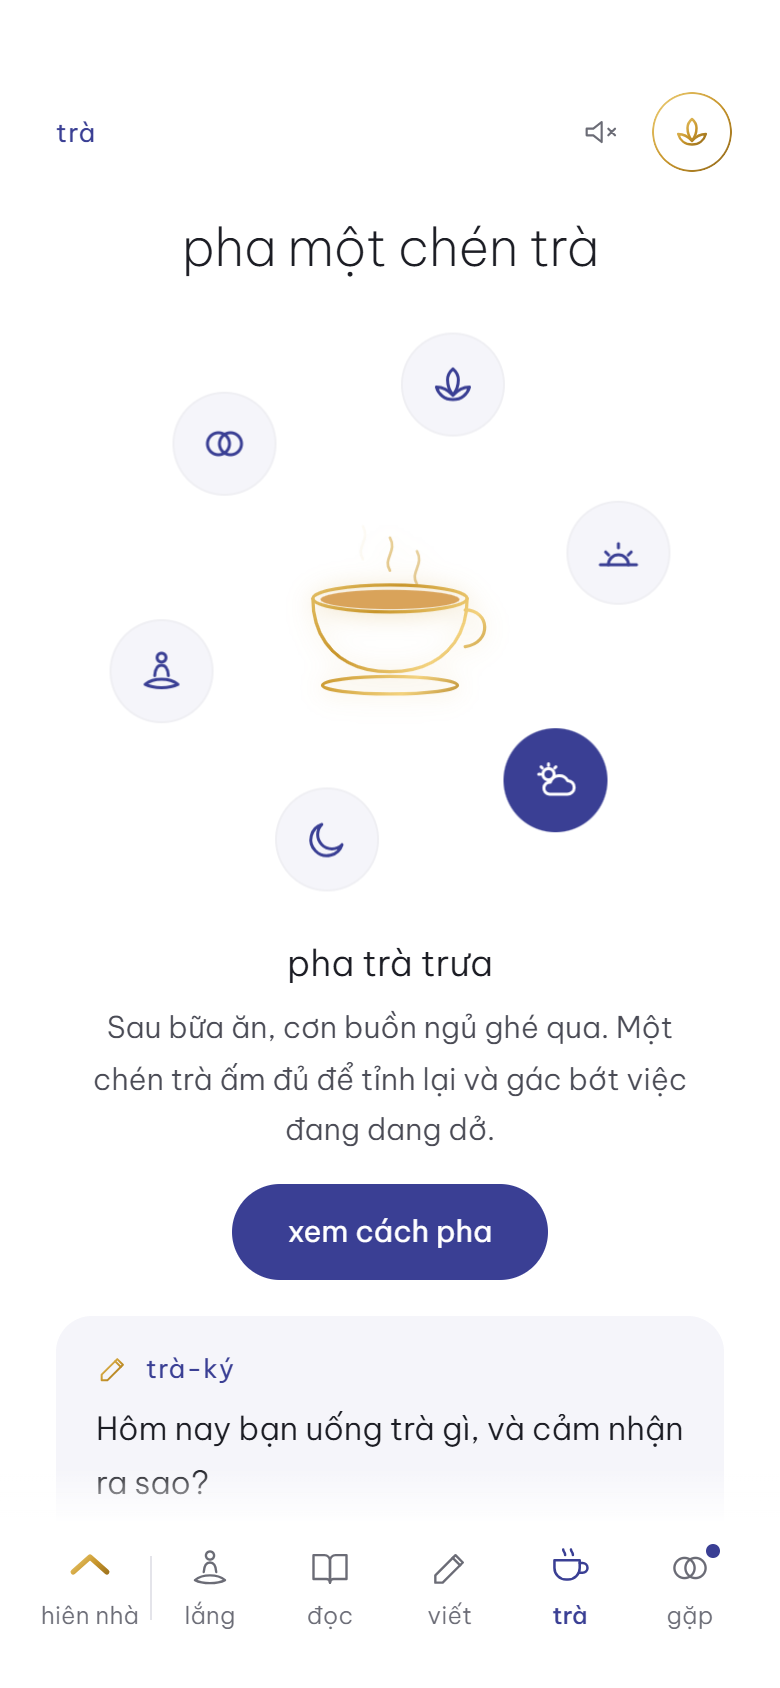 trà
pha một chén trà
pha trà trưa
Sau bữa ăn, cơn buồn ngủ ghé qua. Một
chén trà ấm đủ để tỉnh lại và gác bớt việc
đang dang dở.
xem cách pha
trà-ký
Hôm nay bạn uống trà gì, và cảm nhận
ra sao?
hiên nhà
lắng
đọc
viết
trà
gặp